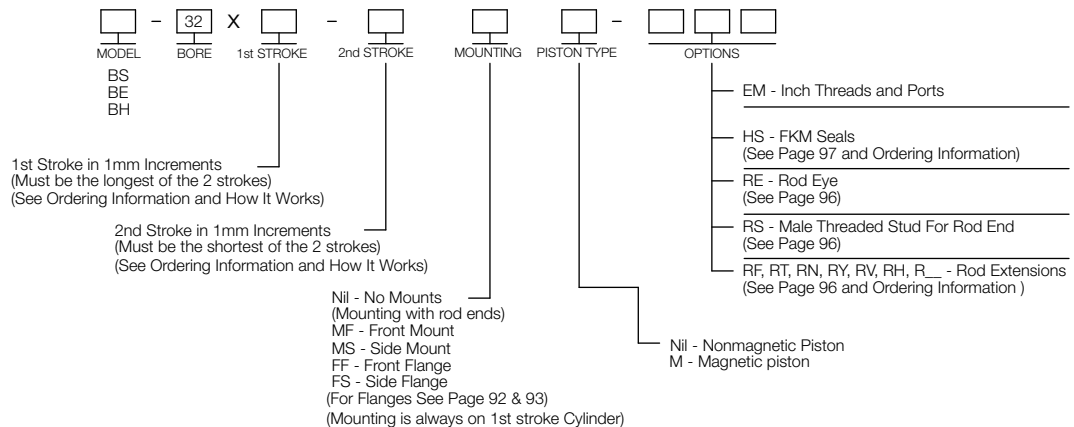 - 32 X - -
MODEL BORE 1st STROKE 2nd STROKE MOUNTING PISTON TYPE OPTIONS
BS
BE
BH
EM - Inch Threads and Ports
HS - FKM Seals
(See Page 97 and Ordering Information)
RE - Rod Eye
(See Page 96)
RS - Male Threaded Stud For Rod End
(See Page 96)
RF, RT, RN, RY, RV, RH, R__ - Rod Extensions
(See Page 96 and Ordering Information )
1st Stroke in 1mm Increments
(Must be the longest of the 2 strokes)
(See Ordering Information and How It Works)
2nd Stroke in 1mm Increments
(Must be the shortest of the 2 strokes)
(See Ordering Information and How It Works)
Nil - No Mounts
(Mounting with rod ends)
MF - Front Mount
MS - Side Mount
FF - Front Flange
FS - Side Flange
(For Flanges See Page 92 & 93)
(Mounting is always on 1st stroke Cylinder)
Nil - Nonmagnetic Piston
M - Magnetic piston